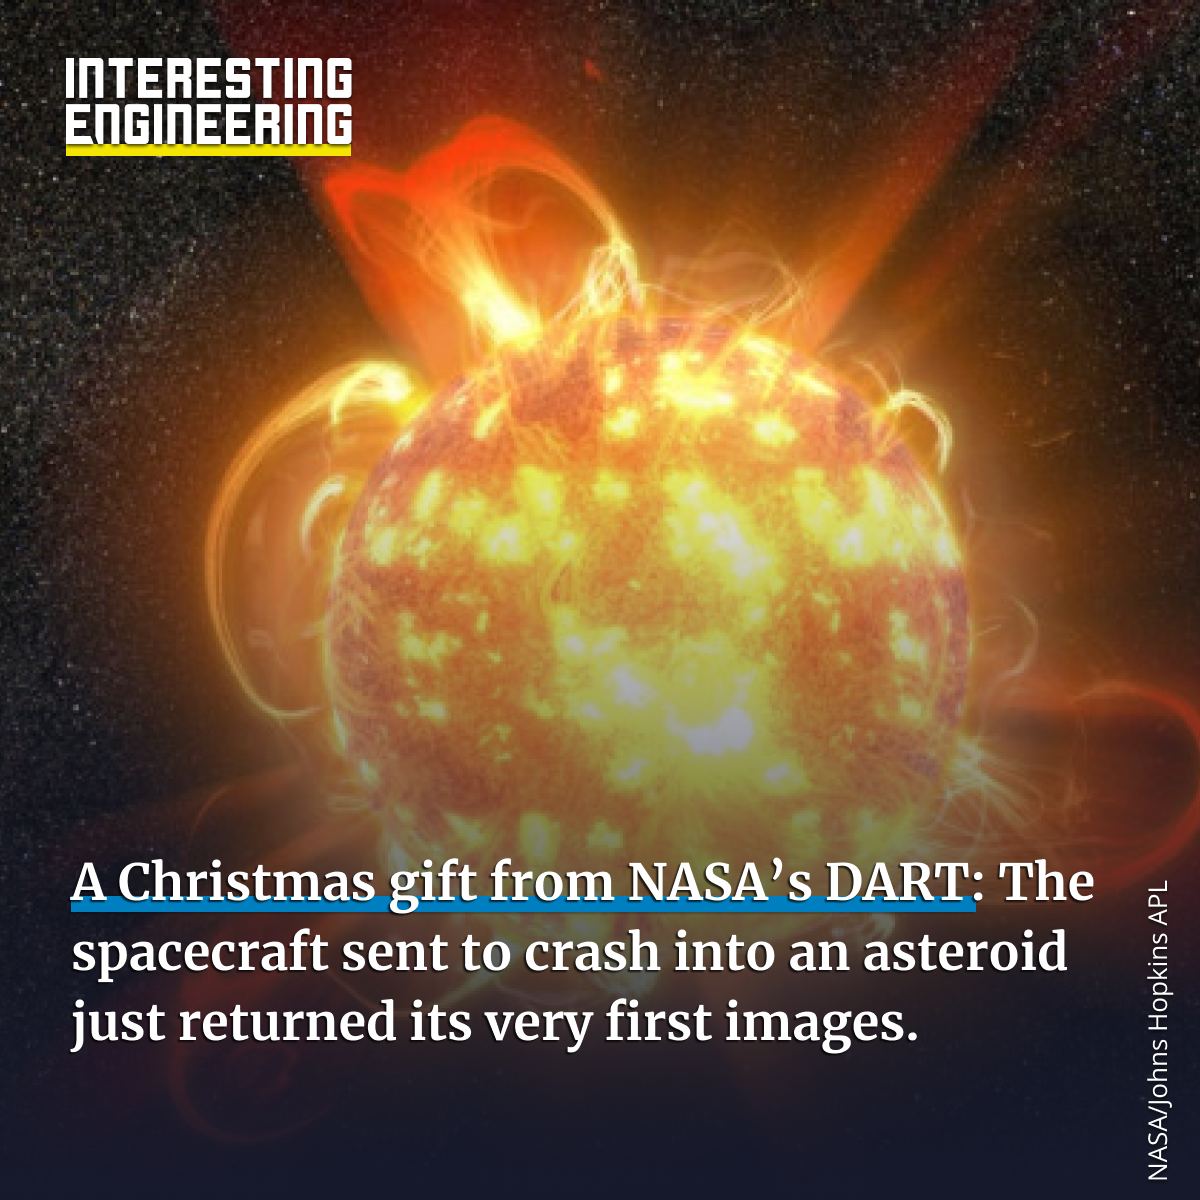 INTERESTING
ENGINEERING
A Christmas gift from NASA’s DART: The
spacecraft sent to crash into an asteroid
just returned its very first images.
NASA/Johns Hopkins APL